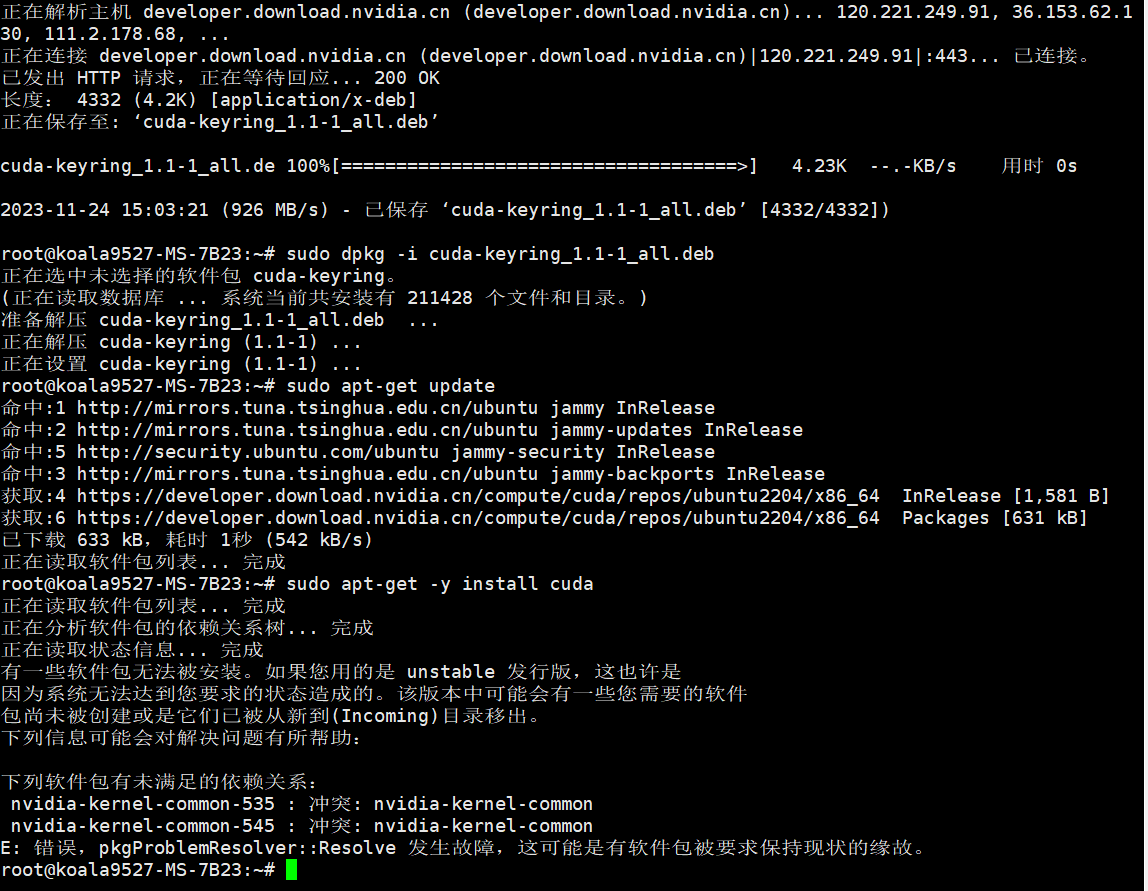 正在解析主机 developer.download.nvidia.cn (developer.download.nvidia.cn)... 120.221.249.91, 36.153.62.1
30, 111.2.178.68, ...
正在连接 developer.download.nvidia.cn (developer.download.nvidia.cn)|120.221.249.91|:443... 已连接。
已发出 HTTP 请求，正在等待回应... 200 OK
长度： 4332 (4.2K) [application/x-deb]
正在保存至: ‘cuda-keyring_1.1-1_all.deb’
cuda-keyring_1.1-1_all.de 100%[====================================>]   4.23K  --.-KB/s    用时 0s
2023-11-24 15:03:21 (926 MB/s) - 已保存 ‘cuda-keyring_1.1-1_all.deb’ [4332/4332])
root@koala9527-MS-7B23:~# sudo dpkg -i cuda-keyring_1.1-1_all.deb
正在选中未选择的软件包 cuda-keyring。
(正在读取数据库 ... 系统当前共安装有 211428 个文件和目录。)
准备解压 cuda-keyring_1.1-1_all.deb  ...
正在解压 cuda-keyring (1.1-1) ...
正在设置 cuda-keyring (1.1-1) ...
root@koala9527-MS-7B23:~# sudo apt-get update
命中:1 http://mirrors.tuna.tsinghua.edu.cn/ubuntu jammy InRelease
命中:2 http://mirrors.tuna.tsinghua.edu.cn/ubuntu jammy-updates InRelease
命中:5 http://security.ubuntu.com/ubuntu jammy-security InRelease
命中:3 http://mirrors.tuna.tsinghua.edu.cn/ubuntu jammy-backports InRelease
获取:4 https://developer.download.nvidia.cn/compute/cuda/repos/ubuntu2204/x86_64  InRelease [1,581 B]
获取:6 https://developer.download.nvidia.cn/compute/cuda/repos/ubuntu2204/x86_64  Packages [631 kB]
已下载 633 kB，耗时 1秒 (542 kB/s)
正在读取软件包列表... 完成
root@koala9527-MS-7B23:~# sudo apt-get -y install cuda
正在读取软件包列表... 完成
正在分析软件包的依赖关系树... 完成
正在读取状态信息... 完成
有一些软件包无法被安装。如果您用的是 unstable 发行版，这也许是
因为系统无法达到您要求的状态造成的。该版本中可能会有一些您需要的软件
包尚未被创建或是它们已被从新到(Incoming)目录移出。
下列信息可能会对解决问题有所帮助：
下列软件包有未满足的依赖关系：
 nvidia-kernel-common-535 : 冲突: nvidia-kernel-common
 nvidia-kernel-common-545 : 冲突: nvidia-kernel-common
E: 错误，pkgProblemResolver::Resolve 发生故障，这可能是有软件包被要求保持现状的缘故。
root@koala9527-MS-7B23:~#